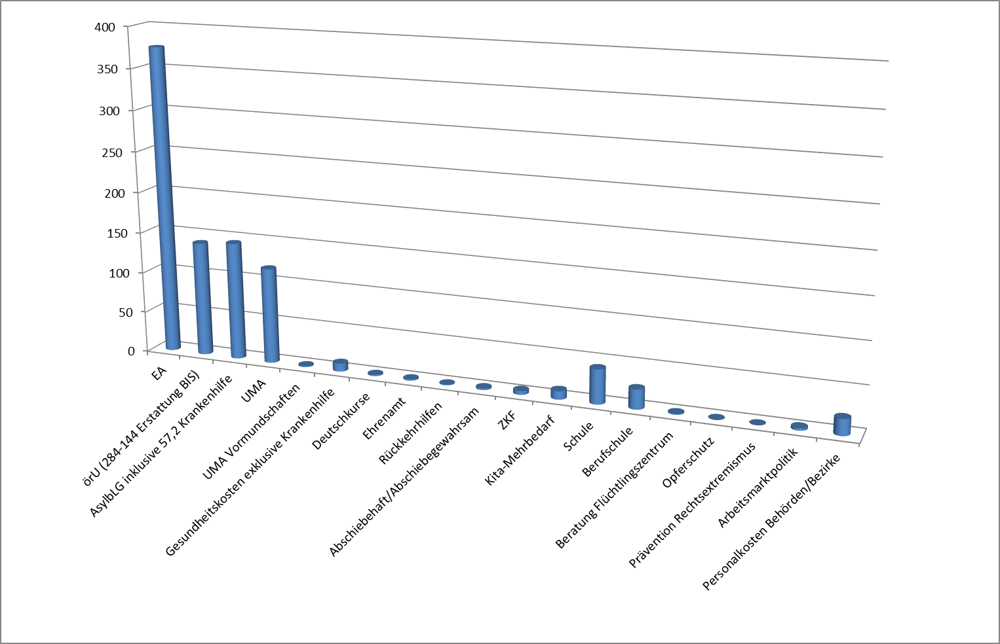 400
350
300
250
200
150
100
50
0
EA
örU (284-144 Erstattung BIS)
AsylbLG inklusive 57,2 Krankenhilfe
UMA
UMA Vormundschaften
Gesundheitskosten exklusive Krankenhilfe
Deutschkurse
Ehrenamt
Rückkehrhilfen
Abschiebehaft/Abschiebegewahrsam
ZKF
Kita-Mehrbedarf
Schule
Berufschule
Beratung Flüchtlingszentrum
Opferschutz
Prävention Rechtsextremismus
Arbeitsmarktpolitik
Personalkosten Behörden/Bezirke